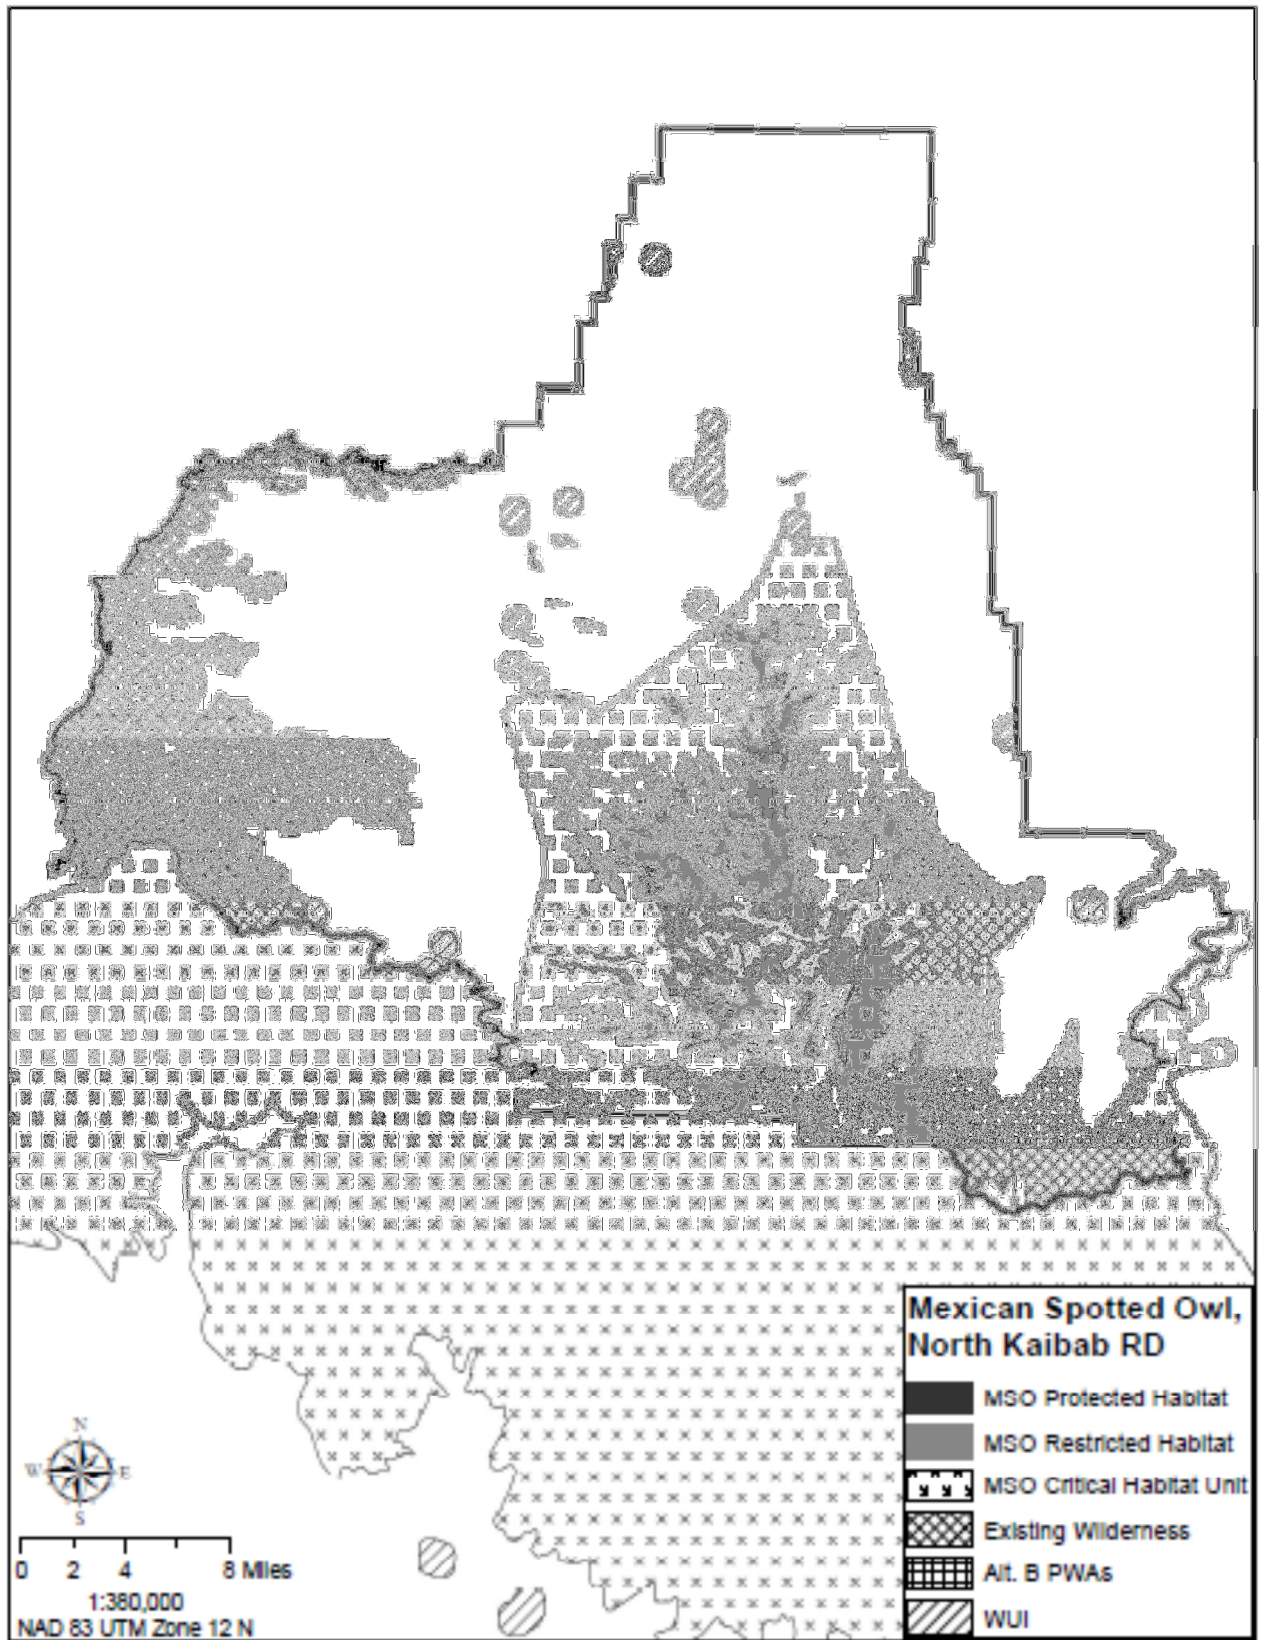 Mexican Spotted Owl,
North Kaibab RD
MSO Protected Habitat
MSO Restricted Habitat
MSO Critical Habitat Unit
Existing Wilderness
Alt. B PWAs
WUI
N
W E
S
0 2 4 8 Miles
1:380,000
NAD 83 UTM Zone 12 N